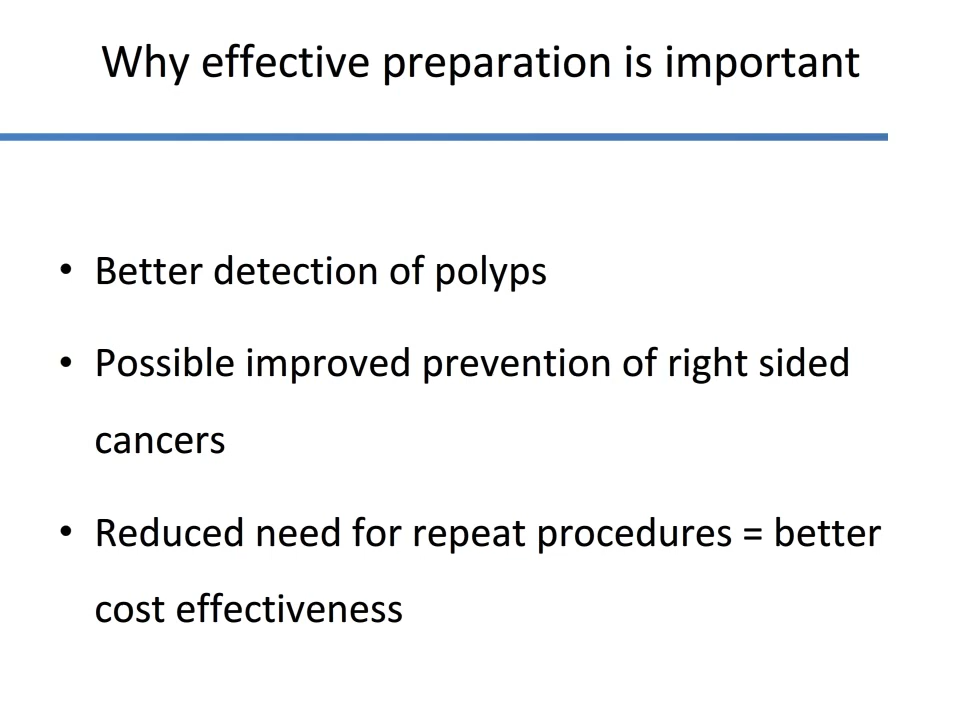 Why effective preparation is important
• Better detection of polyps
• Possible improved prevention of right sided
cancers
• Reduced need for repeat procedures = better
cost effectiveness